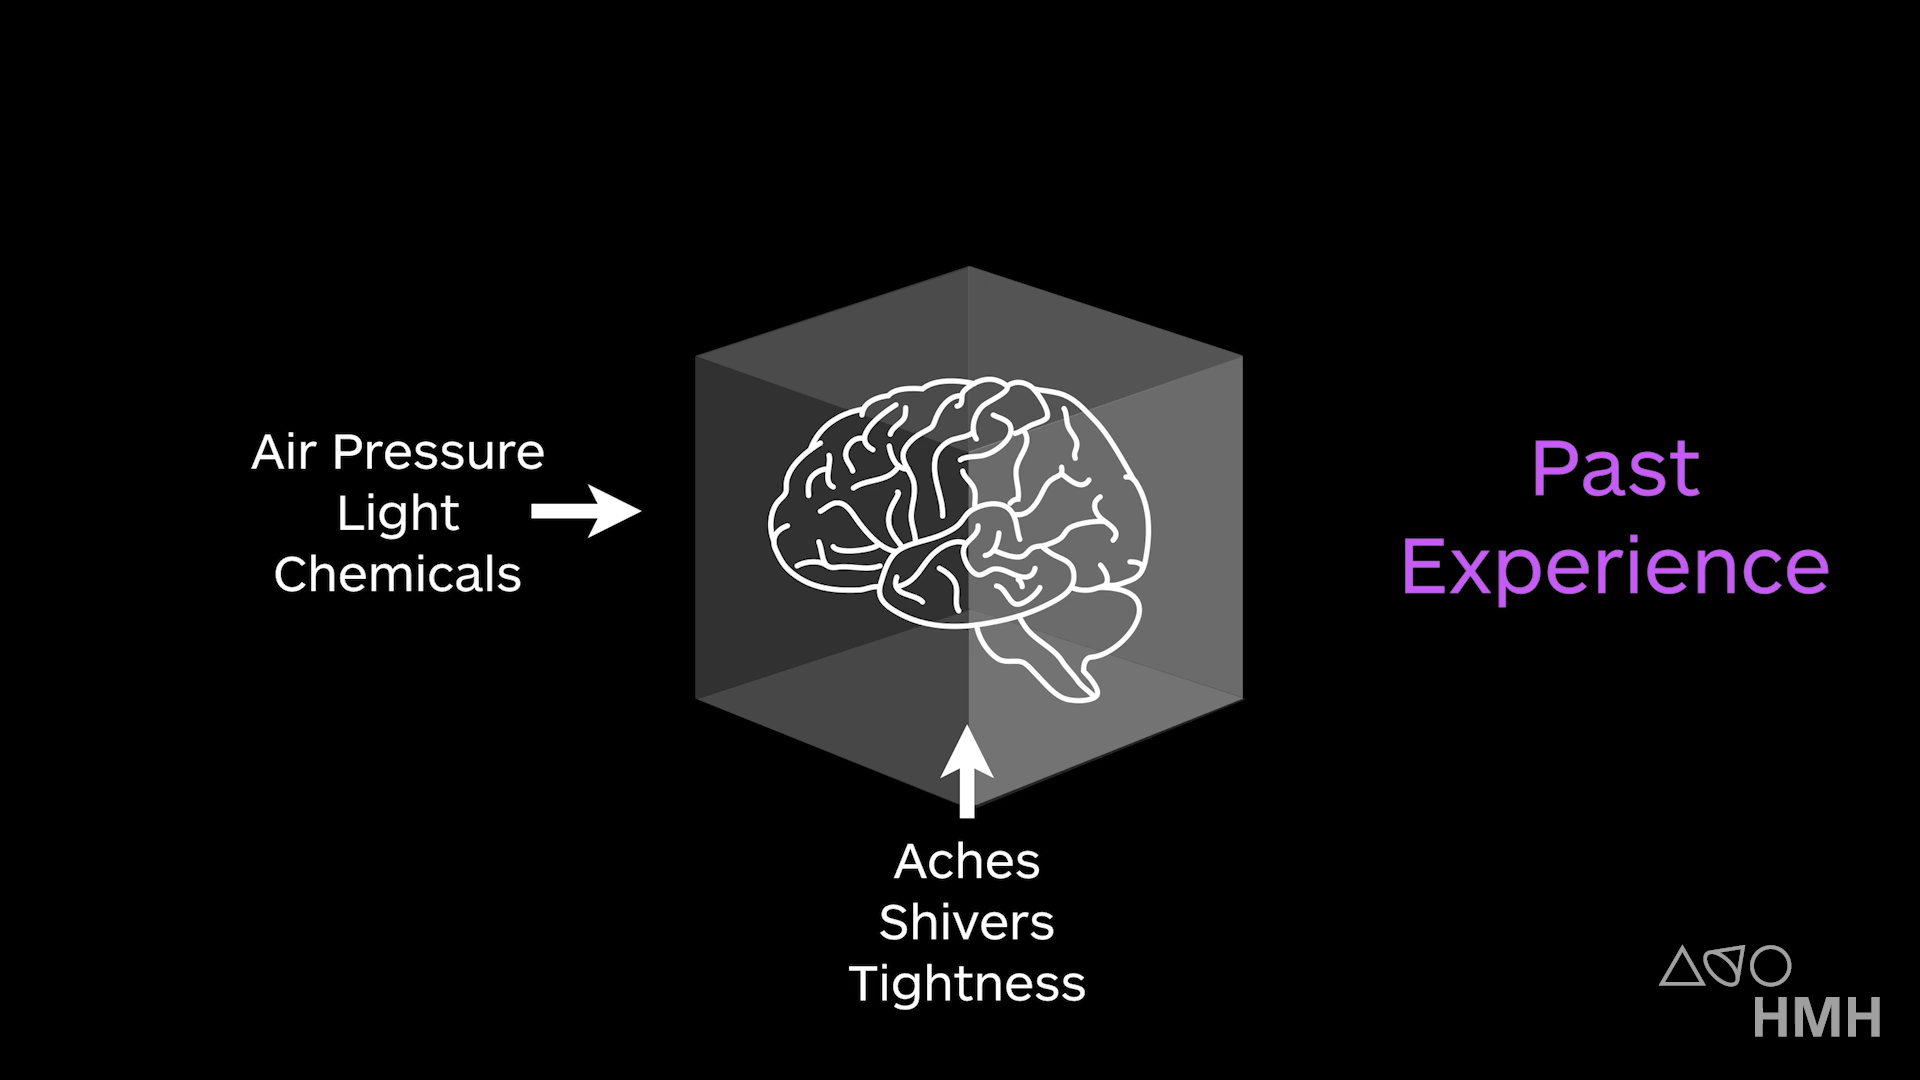 Air Pressure
Light
Chemicals
Past
Experience
Aches
Shivers
Tightness
HMH